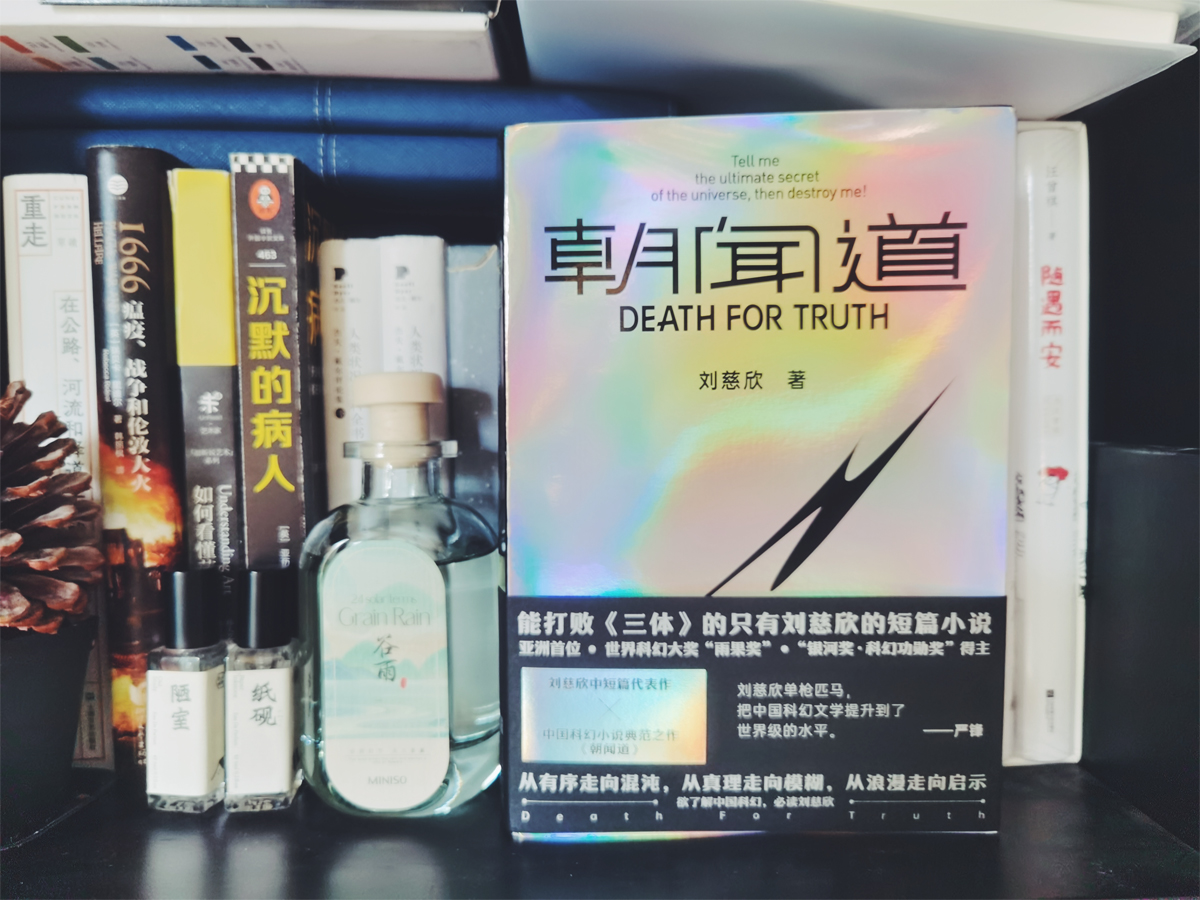 重走
在公路、河流和
1666
瘟疫、战争和伦敦大火
如何看懂
Understanding Art
463
沉默的病人
陋室
纸砚
Grain Rain
谷雨
MINISO
Tell me
the ultimate secret
of the universe, then destroy me!
朝闻道
DEATH FOR TRUTH
刘慈欣 著
能打败《三体》的只有刘慈欣的短篇小说
亚洲首位·世界科幻大奖“雨果奖”·“银河奖·科幻功勋奖”得主
刘慈欣中短篇代表作
×
中国科幻小说典范之作
《朝闻道》
刘慈欣单枪匹马，
把中国科幻文学提升到了
世界级的水平。
——严锋
从有序走向混沌，从真理走向模糊，从浪漫走向启示
欲了解中国科幻，必读刘慈欣
Death For Truth
随遇而安